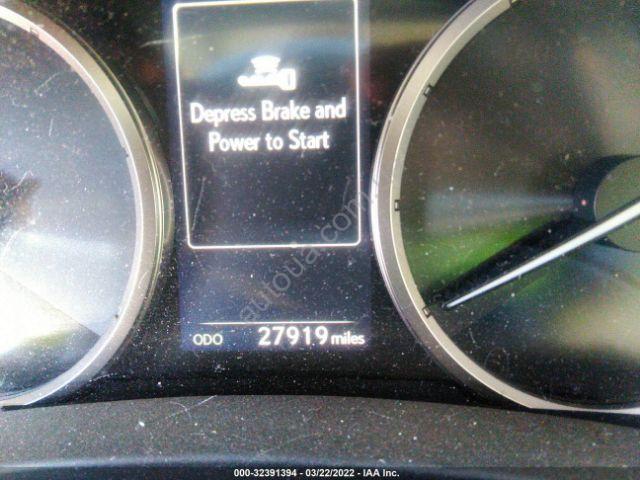 Depress Brake and
Power to Start
autoua.com
ODO 27919 miles
000-32391394 - 03/22/2022 - IAA Inc.